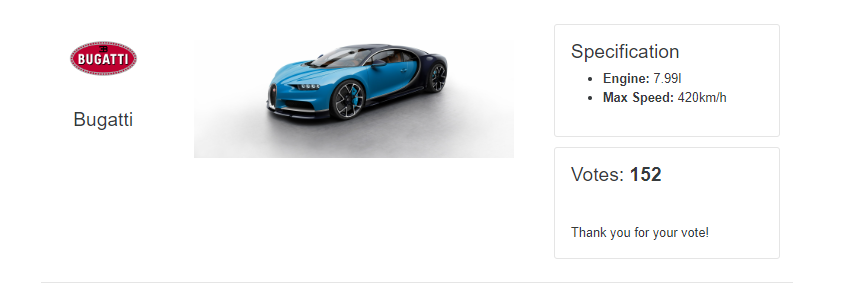 BUGATTI
Bugatti
Specification
Engine: 7.99l
Max Speed: 420km/h
Votes: 152
Thank you for your vote!